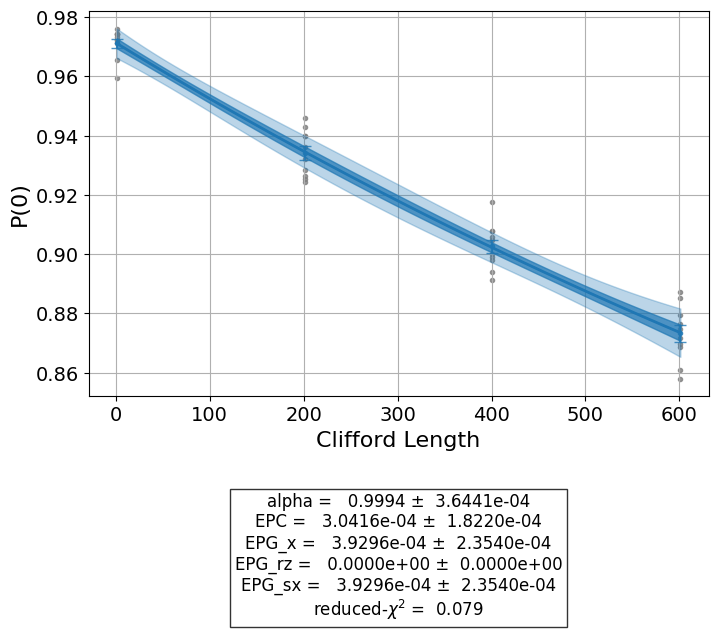 0.98
0.96
0.94
0.92
0.90
0.88
0.86
P(0)
0 100 200 300 400 500 600
Clifford Length
alpha = 0.9994 ± 3.6441e-04
EPC = 3.0416e-04 ± 1.8220e-04
EPG_x = 3.9296e-04 ± 2.3540e-04
EPG_rz = 0.0000e+00 ± 0.0000e+00
EPG_sx = 3.9296e-04 ± 2.3540e-04
reduced-χ² = 0.079